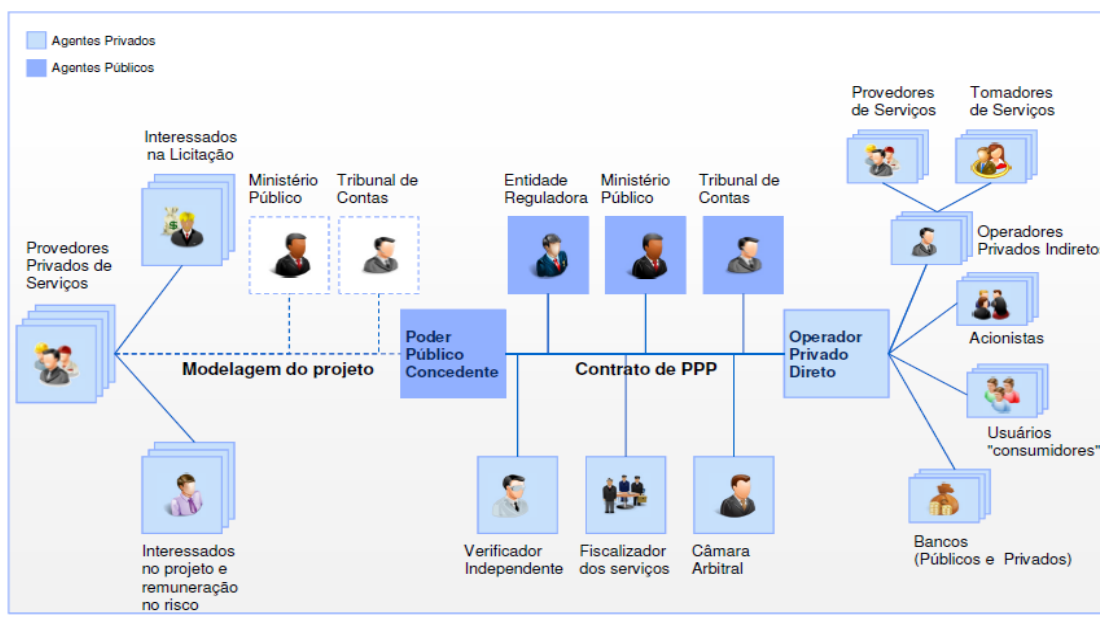 Agentes Privados
Agentes Públicos
Provedores
de Serviços
Tomadores
de Serviços
Interessados
na Licitação
Ministério
Público
Tribunal de
Contas
Entidade
Reguladora
Ministério
Público
Tribunal de
Contas
Operadores
Privados Indiretos
Provedores
Privados de
Serviços
Poder
Público
Concedente
Operador
Privado
Direto
Acionistas
Modelagem do projeto
Contrato de PPP
Usuários
"consumidores"
Interessados
no projeto e
remuneração
no risco
Verificador
Independente
Fiscalizador
dos serviços
Câmara
Arbitral
Bancos
(Públicos e Privados)